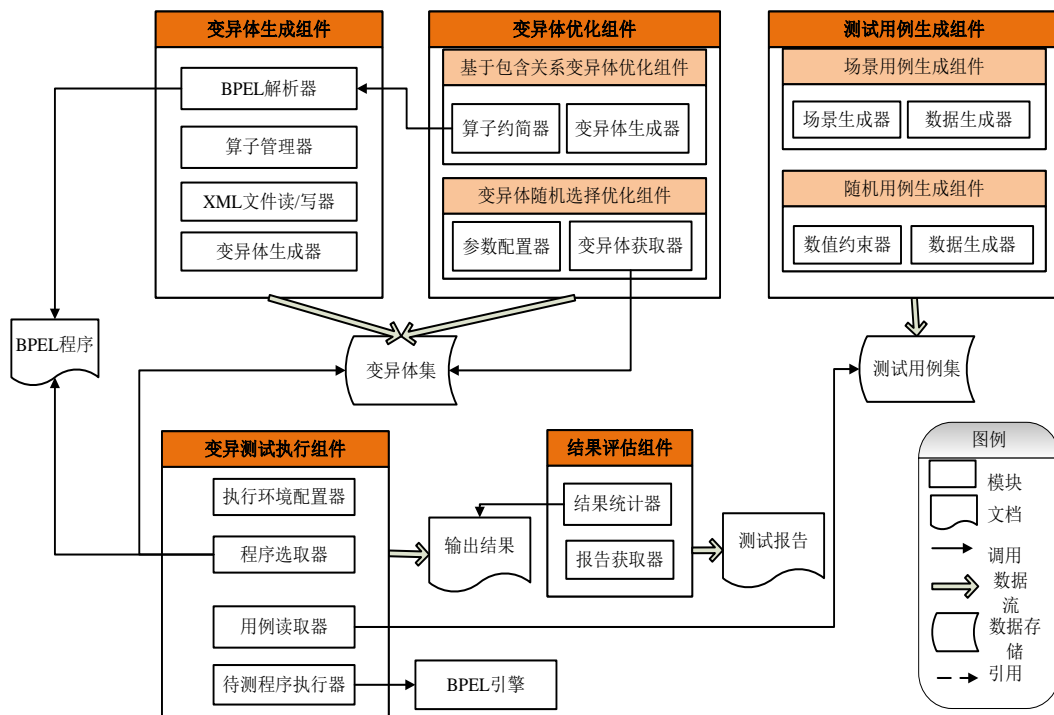 变异体生成组件
BPEL解析器
算子管理器
XML文件读/写器
变异体生成器
变异体优化组件
基于包含关系变异体优化组件
算子约简器
变异体生成器
变异体随机选择优化组件
参数配置器
变异体获取器
测试用例生成组件
场景用例生成组件
场景生成器
数据生成器
随机用例生成组件
数值约束器
数据生成器
BPEL程序
变异体集
测试用例集
变异测试执行组件
执行环境配置器
程序选取器
用例读取器
待测程序执行器
BPEL引擎
输出结果
结果评估组件
结果统计器
报告获取器
测试报告
图例
模块
文档
调用
数据
流
数据存
储
引用